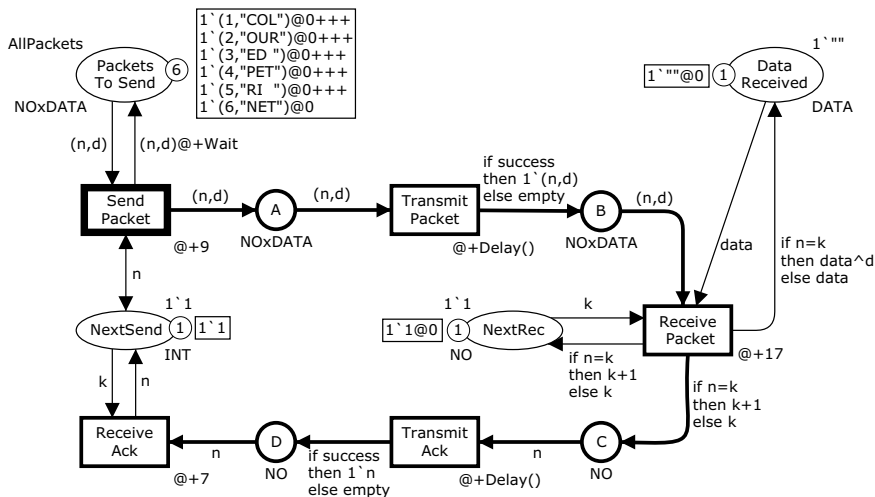 AllPackets
Packets
To Send
6
1`(1,"COL")@0+++
1`(2,"OUR")@0+++
1`(3,"ED ")@0+++
1`(4,"PET")@0+++
1`(5,"RI  ")@0+++
1`(6,"NET")@0
NOxDATA
1`""
1`""@0
1
Data
Received
DATA
(n,d)
(n,d)@+Wait
Send
Packet
@+9
(n,d)
A
NOxDATA
(n,d)
Transmit
Packet
@+Delay()
if success
then 1`(n,d)
else empty
B
NOxDATA
(n,d)
data
if n=k
then data^d
else data
n
1`1
NextSend
1
1`1
INT
1`1
1`1@0
1
NextRec
NO
k
if n=k
then k+1
else k
Receive
Packet
@+17
k
n
if n=k
then k+1
else k
Receive
Ack
@+7
n
D
NO
if success
then 1`n
else empty
Transmit
Ack
@+Delay()
n
C
NO